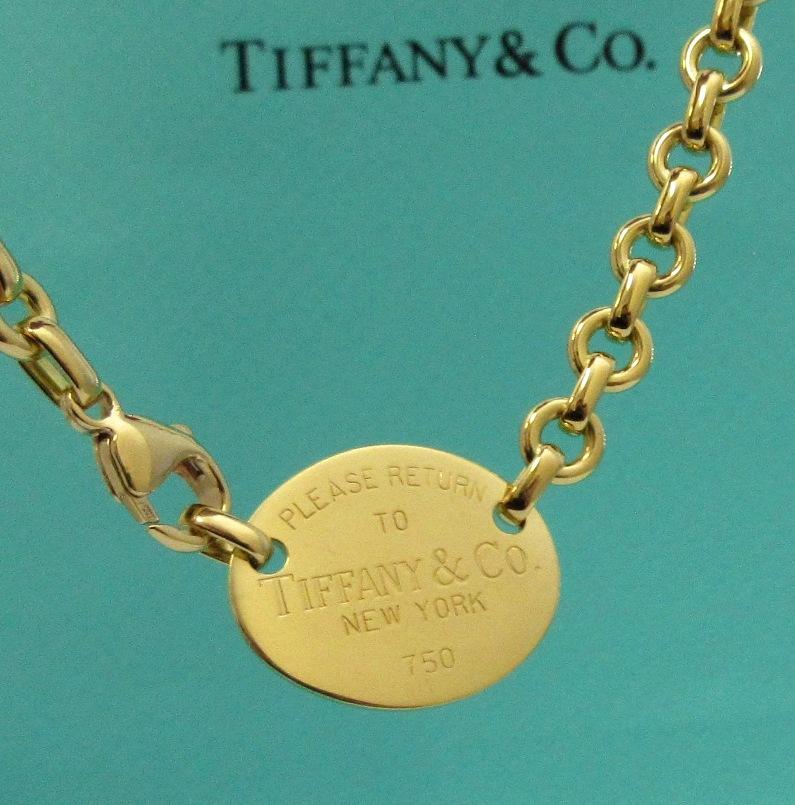 TIFFANY & CO.
PLEASE RETURN
TO
TIFFANY & CO.
NEW YORK
750